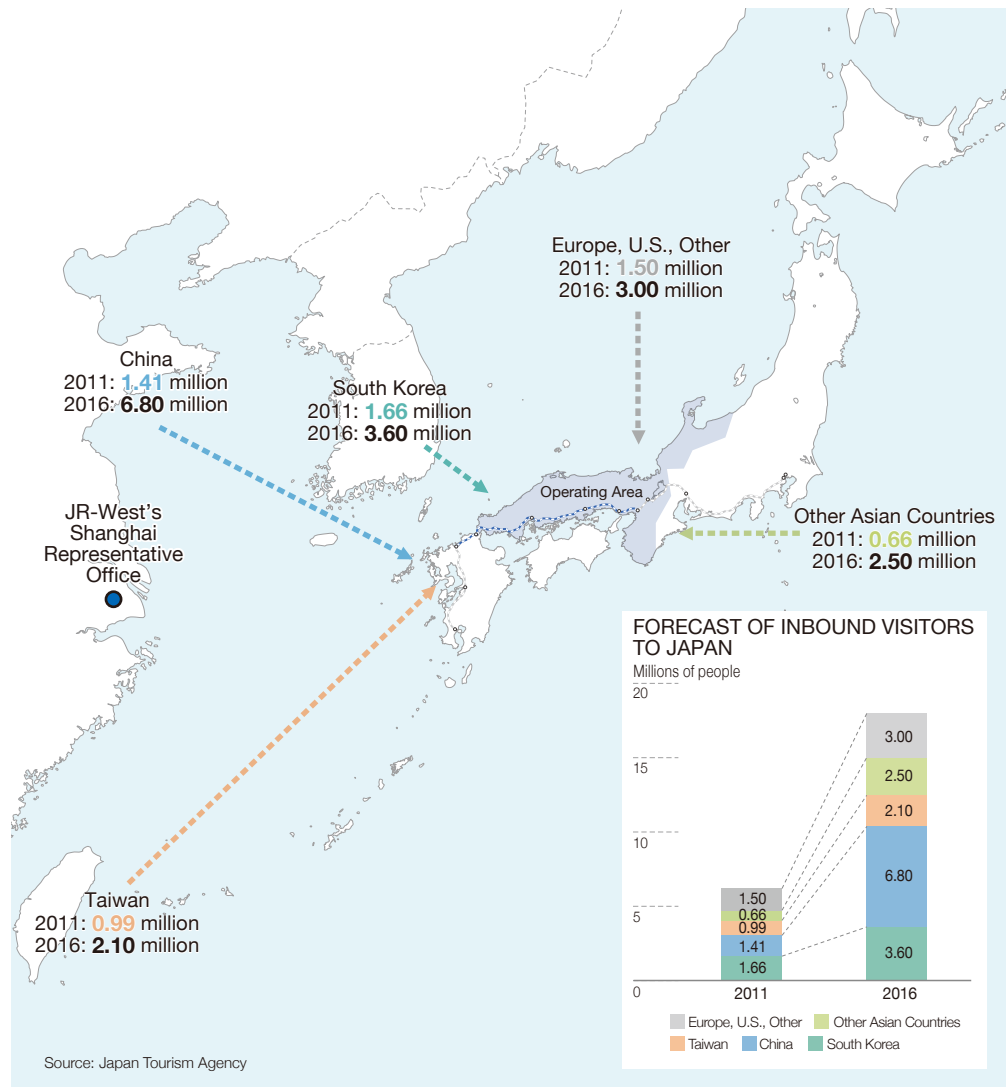 Europe, U.S., Other
2011: 1.50 million
2016: 3.00 million
China
2011: 1.41 million
2016: 6.80 million
South Korea
2011: 1.66 million
2016: 3.60 million
Operating Area
JR-West's
Shanghai
Representative
Office
Other Asian Countries
2011: 0.66 million
2016: 2.50 million
Taiwan
2011: 0.99 million
2016: 2.10 million
FORECAST OF INBOUND VISITORS
TO JAPAN
Millions of people
20
15
10
5
0
1.50
0.66
0.99
1.41
1.66
3.00
2.50
2.10
6.80
3.60
2011
2016
Europe, U.S., Other
Other Asian Countries
Taiwan
China
South Korea
Source: Japan Tourism Agency